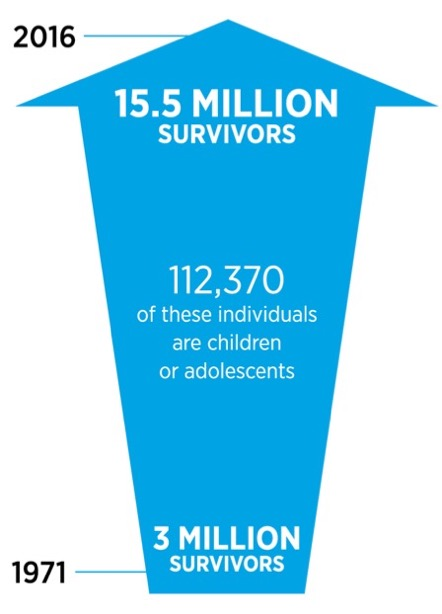 2016
15.5 MILLION
SURVIVORS
112,370
of these individuals
are children
or adolescents
3 MILLION
SURVIVORS
1971